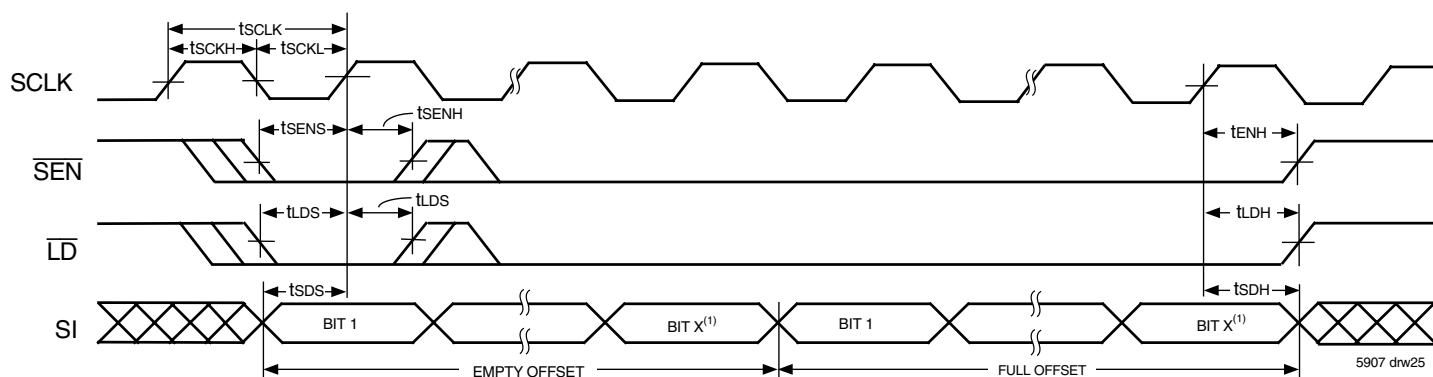 tSCLK
tSCKH tSCKL
SCLK
tSENS tSENH tENH
SEN
tLDS tLDS tLDH
LD
tSDS tSDH
SI BIT 1 BIT X(1) BIT 1 BIT X(1)
EMPTY OFFSET FULL OFFSET
5907 drw25